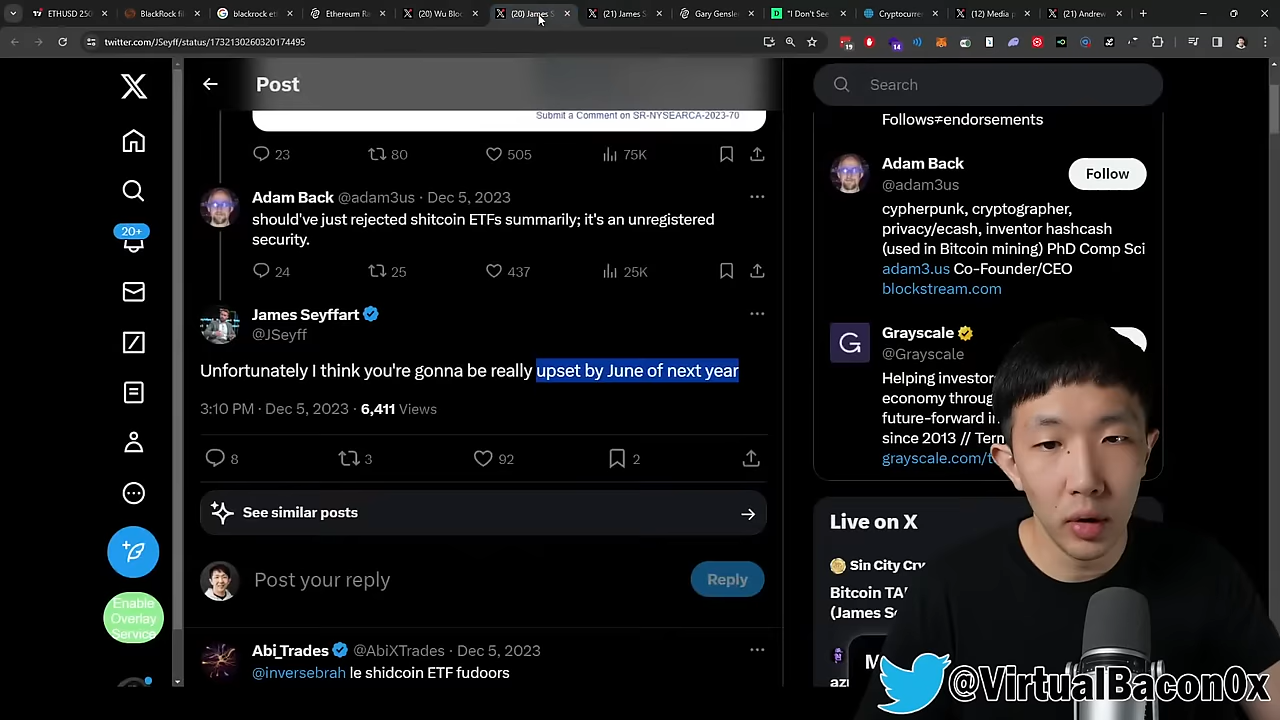 ETHUSD 250
BlackRock fil
blackrock ete
Ethereum Ra
(20) Wu Blo
(20) James S
(21) James S
Gary Gensle
"I Don't See
Cryptocurre
(12) Media p
(21) Andrew
twitter.com/JSeyff/status/1732130260320174495
Post
Search
Submit a Comment on SR-NYSEARCA-2023-70
23
80
505
75K
Adam Back @adam3us · Dec 5, 2023
should've just rejected shitcoin ETFs summarily; it's an unregistered
security.
24
25
437
25K
James Seyffart
@JSeyff
Unfortunately I think you're gonna be really upset by June of next year
3:10 PM · Dec 5, 2023 · 6,411 Views
8
3
92
2
See similar posts
Post your reply
Reply
Abi_Trades @AbiXTrades · Dec 5, 2023
@inversebrah le shidcoin ETF fudoors
20+
Enable
Overlay
Service
Follows≠endorsements
Adam Back
@adam3us
Follow
cypherpunk, cryptographer,
privacy/ecash, inventor hashcash
(used in Bitcoin mining) PhD Comp Sci
adam3.us Co-Founder/CEO
blockstream.com
Grayscale
@Grayscale
G
Helping investor
economy throug
future-forward in
since 2013 // Tern
grayscale.com/t
Live on X
Sin City Cry
Bitcoin TA
(James S
@VirtualBacon0x